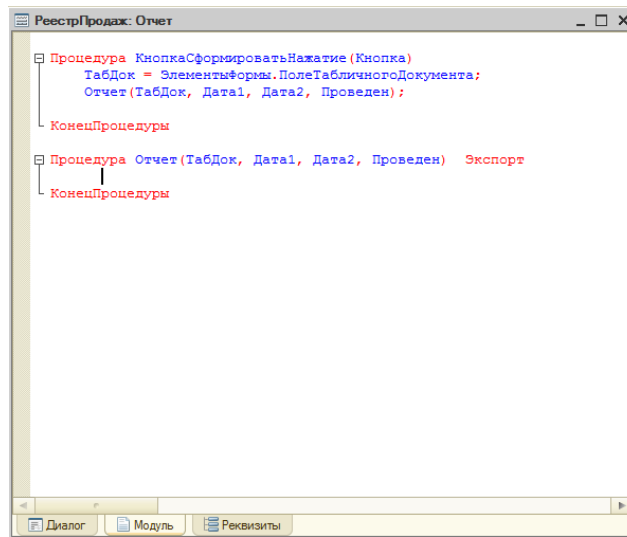 РеестрПродаж: Отчет
Процедура КнопкаСформироватьНажатие(Кнопка)
ТабДок = ЭлементыФормы.ПолеТабличногоДокумента;
Отчет(ТабДок, Дата1, Дата2, Проведен);
КонецПроцедуры
Процедура Отчет(ТабДок, Дата1, Дата2, Проведен) Экспорт
КонецПроцедуры
Диалог Модуль Реквизиты